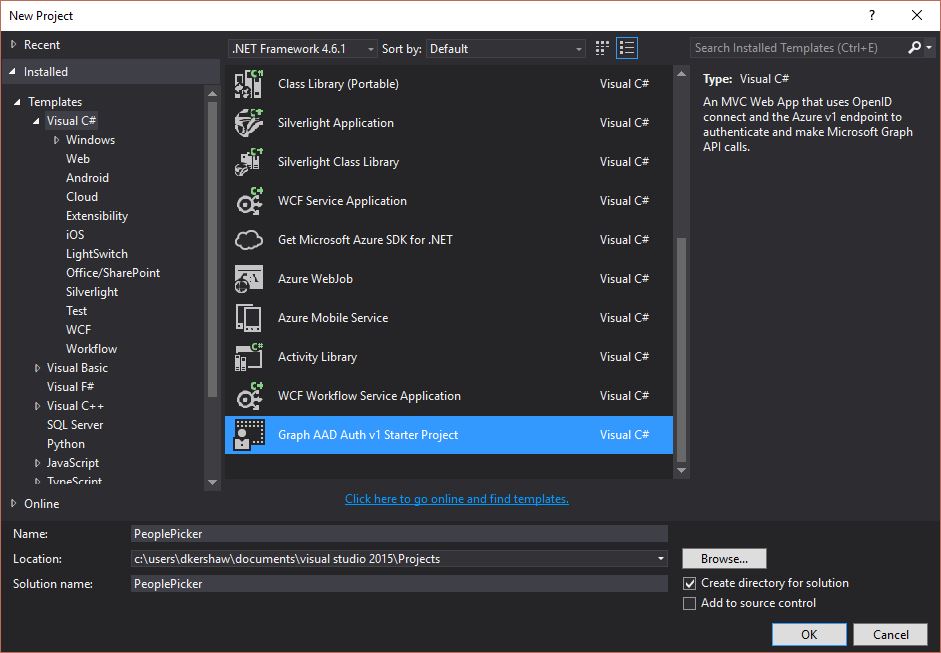 New Project
?
Recent
.NET Framework 4.6.1
Sort by:
Default
Search Installed Templates (Ctrl+E)
Installed
Templates
Visual C#
Windows
Web
Android
Cloud
Extensibility
iOS
LightSwitch
Office/SharePoint
Silverlight
Test
WCF
Workflow
Visual Basic
Visual F#
Visual C++
SQL Server
Python
JavaScript
TypeScript
Online
Class Library (Portable) Visual C#
Silverlight Application Visual C#
Silverlight Class Library Visual C#
WCF Service Application Visual C#
Get Microsoft Azure SDK for .NET Visual C#
Azure WebJob Visual C#
Azure Mobile Service Visual C#
Activity Library Visual C#
WCF Workflow Service Application Visual C#
Graph AAD Auth v1 Starter Project Visual C#
Click here to go online and find templates.
Type: Visual C#
An MVC Web App that uses OpenID
connect and the Azure v1 endpoint to
authenticate and make Microsoft Graph
API calls.
Name: PeoplePicker
Location: c:\users\dkershaw\documents\visual studio 2015\Projects
Browse...
Solution name: PeoplePicker
Create directory for solution
Add to source control
OK
Cancel